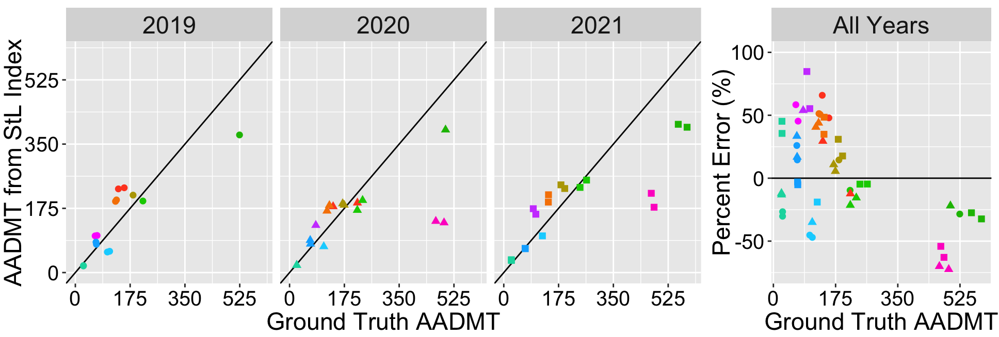 2019
2020
2021
All Years
AADMT from StL Index
525
350
175
0
0 175 350 525
0 175 350 525
0 175 350 525
Ground Truth AADMT
Percent Error (%)
100
50
0
-50
0 175 350 525
Ground Truth AADMT